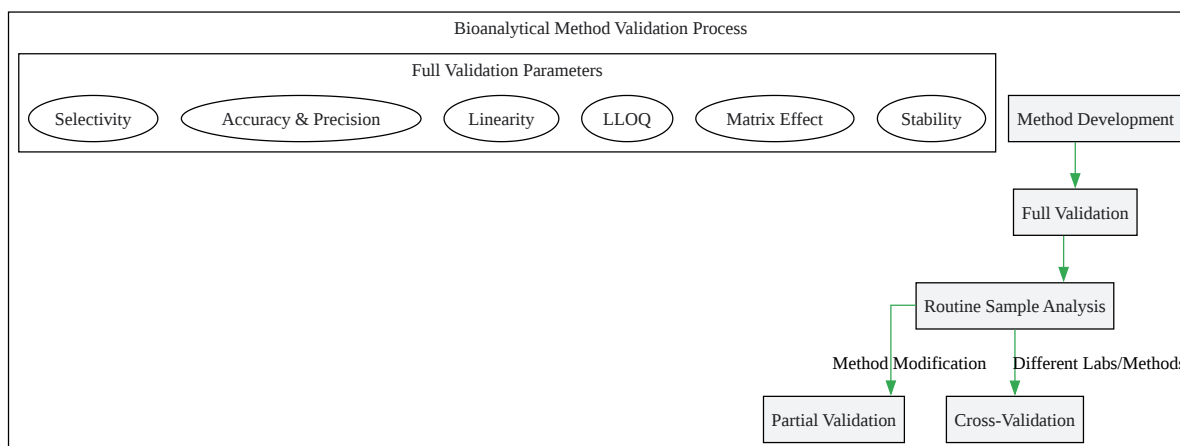 Bioanalytical Method Validation Process
Full Validation Parameters
Selectivity
Accuracy & Precision
Linearity
LLOQ
Matrix Effect
Stability
Method Development
Full Validation
Routine Sample Analysis
Method Modification
Different Labs/Methods
Partial Validation
Cross-Validation